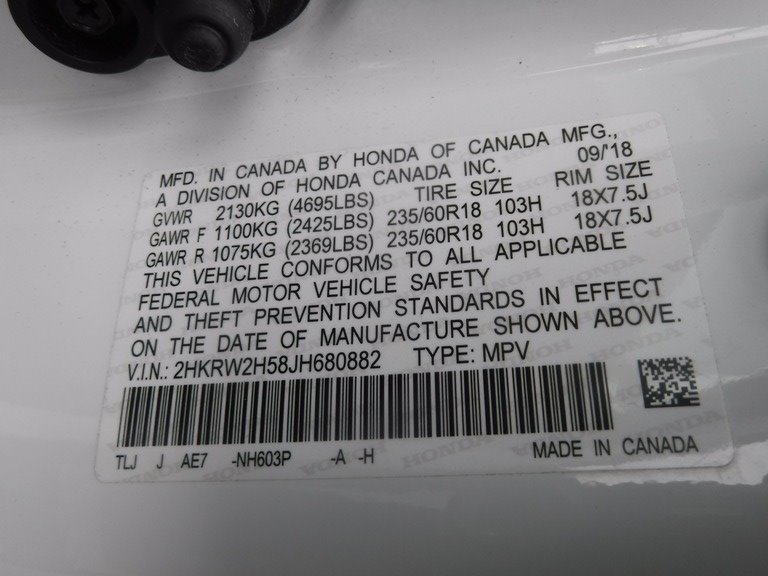 MFD. IN CANADA BY HONDA OF CANADA MFG.,
A DIVISION OF HONDA CANADA INC. 09/'18
GVWR 2130KG (4695LBS) TIRE SIZE RIM SIZE
GAWR F 1100KG (2425LBS) 235/60R18 103H 18X7.5J
GAWR R 1075KG (2369LBS) 235/60R18 103H 18X7.5J
THIS VEHICLE CONFORMS TO ALL APPLICABLE
FEDERAL MOTOR VEHICLE SAFETY
AND THEFT PREVENTION STANDARDS IN EFFECT
ON THE DATE OF MANUFACTURE SHOWN ABOVE.
V.I.N.: 2HKRW2H58JH680882 TYPE: MPV
TLJ J AE7 -NH603P -A -H MADE IN CANADA